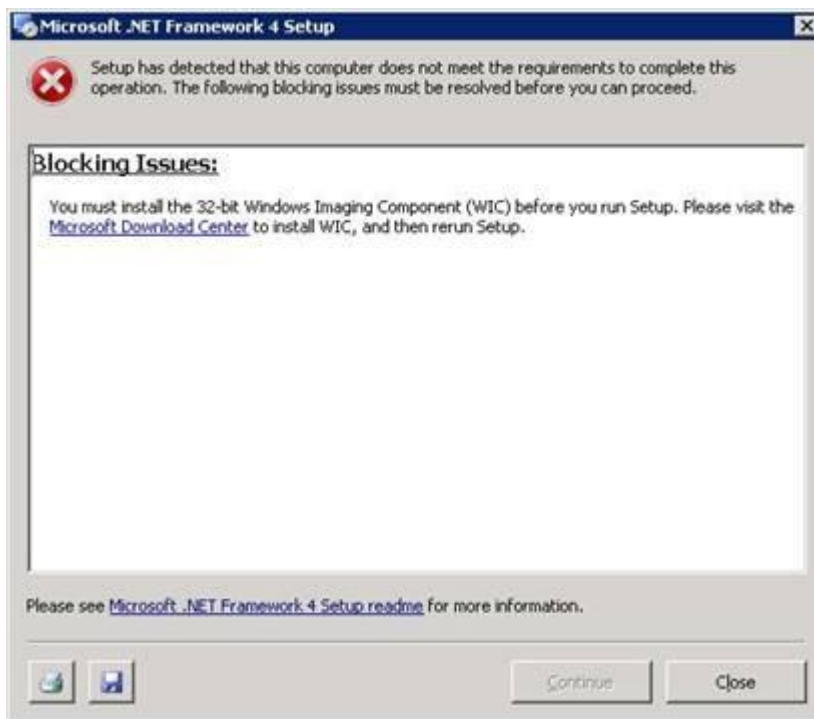 Microsoft .NET Framework 4 Setup
Setup has detected that this computer does not meet the requirements to complete this
operation. The following blocking issues must be resolved before you can proceed.
Blocking Issues:
You must install the 32-bit Windows Imaging Component (WIC) before you run Setup. Please visit the
Microsoft Download Center to install WIC, and then rerun Setup.
Please see Microsoft .NET Framework 4 Setup readme for more information.
Continue
Close